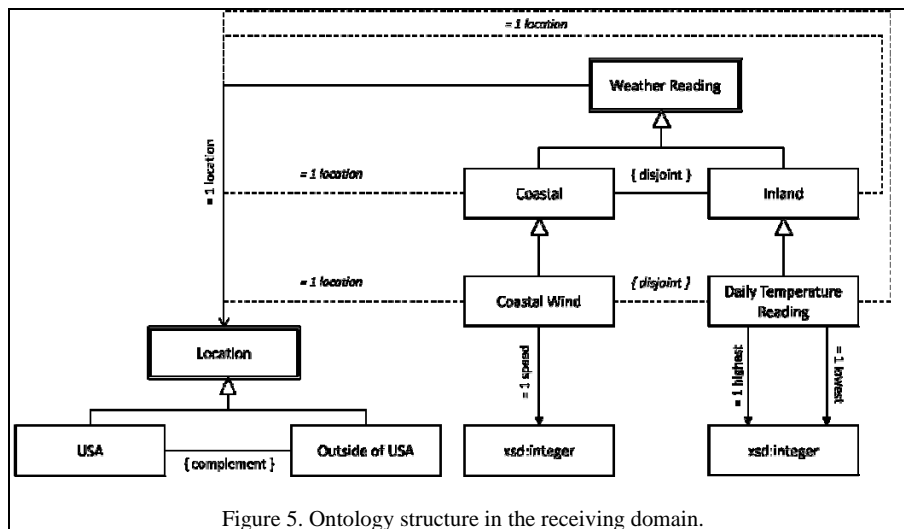 = 1 location
Weather Reading
= 1 location
= 1 location
Coastal
{ disjoint }
Inland
= 1 location
Coastal Wind
{ disjoint }
Daily Temperature
Reading
Location
= 1 speed
= 1 highest
= 1 lowest
USA
{ complement }
Outside of USA
xsd:integer
xsd:integer
Figure 5. Ontology structure in the receiving domain.